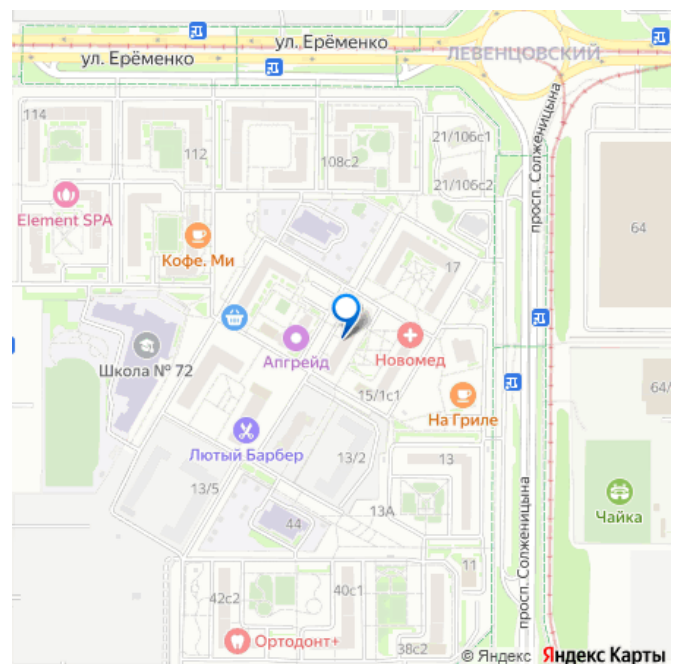 ул. Ерёменко
ул. Ерёменко
ЛЕВЕНЦОВСКИЙ
114
112
108с2
21/106с1
21/106с2
просп. Солженицына
64
Element SPA
Кофе. Ми
17
Школа № 72
Апгрейд
Новомед
15/1с1
На Гриле
64/
Лютый Барбер
13/2
13
13/5
13А
Чайка
44
просп. Солженицына
11
42с2
40с1
Ортодонт+
38с2
© Яндекс Яндекс Карты